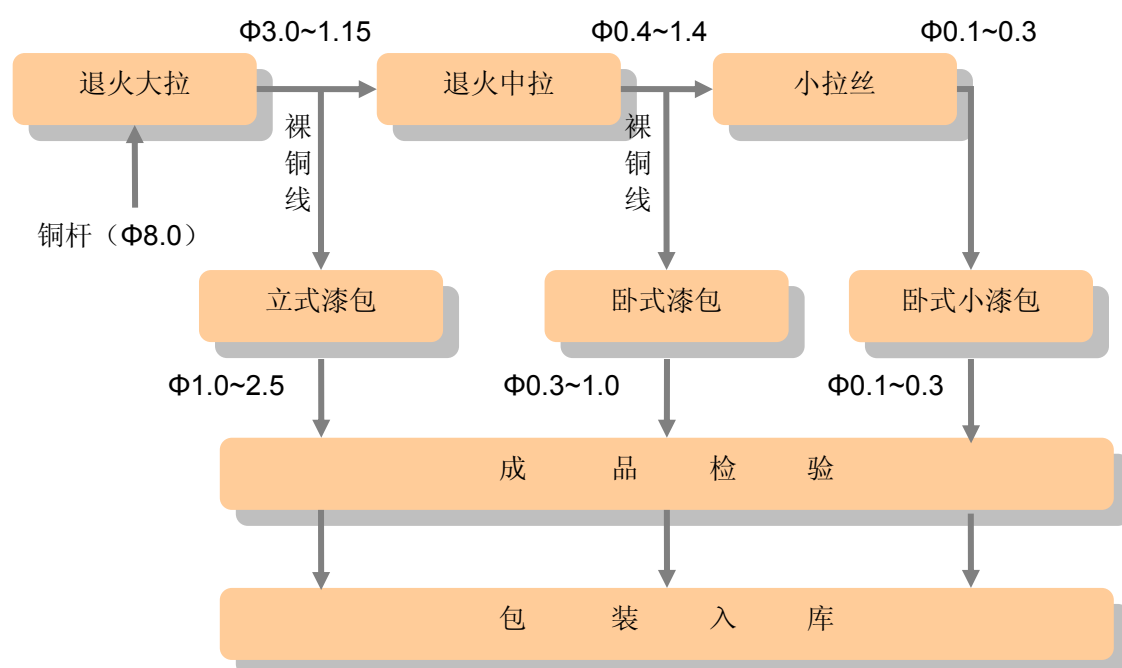 Φ3.0~1.15
Φ0.4~1.4
Φ0.1~0.3
退火大拉
退火中拉
小拉丝
裸铜线
裸铜线
铜杆（Φ8.0）
立式漆包
卧式漆包
卧式小漆包
Φ1.0~2.5
Φ0.3~1.0
Φ0.1~0.3
成 品 检 验
包 装 入 库